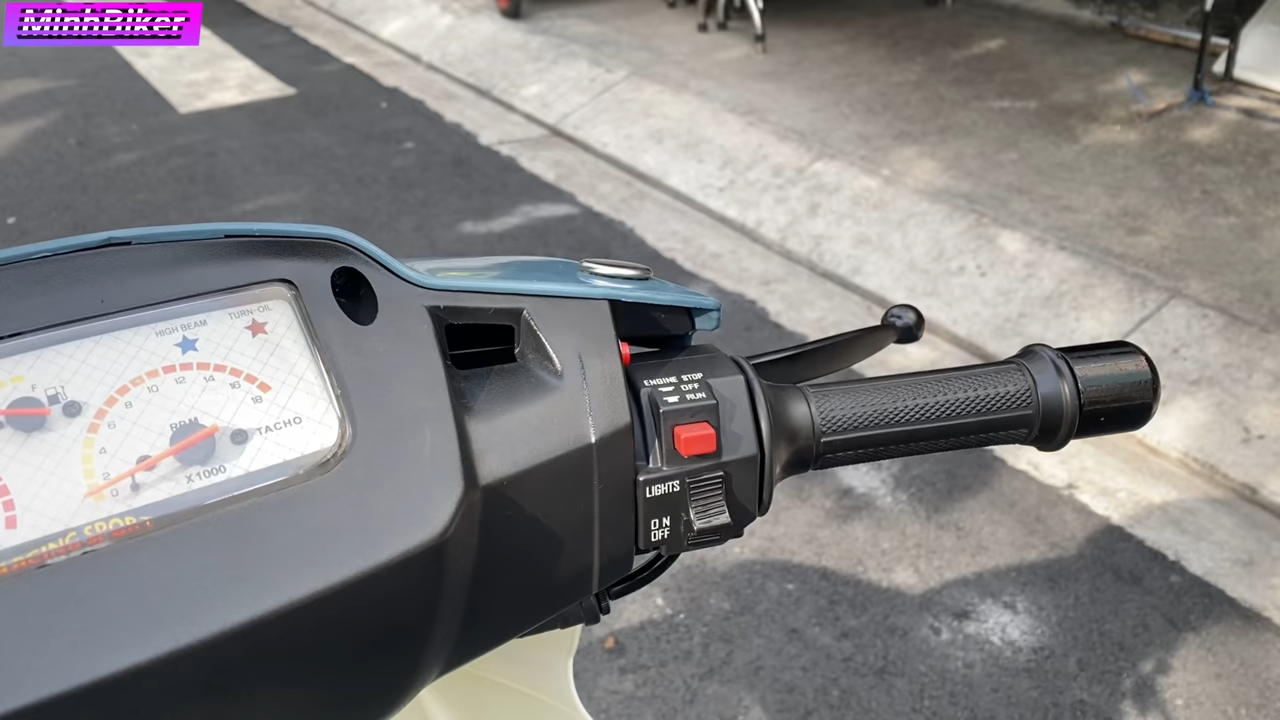 MinhBiker
HIGH BEAM
TURN-OIL
F
8 10 12 14 16 18
6
4
2
0
RPM
X1000
TACHO
ENGINE STOP
OFF
RUN
LIGHTS
ON
OFF